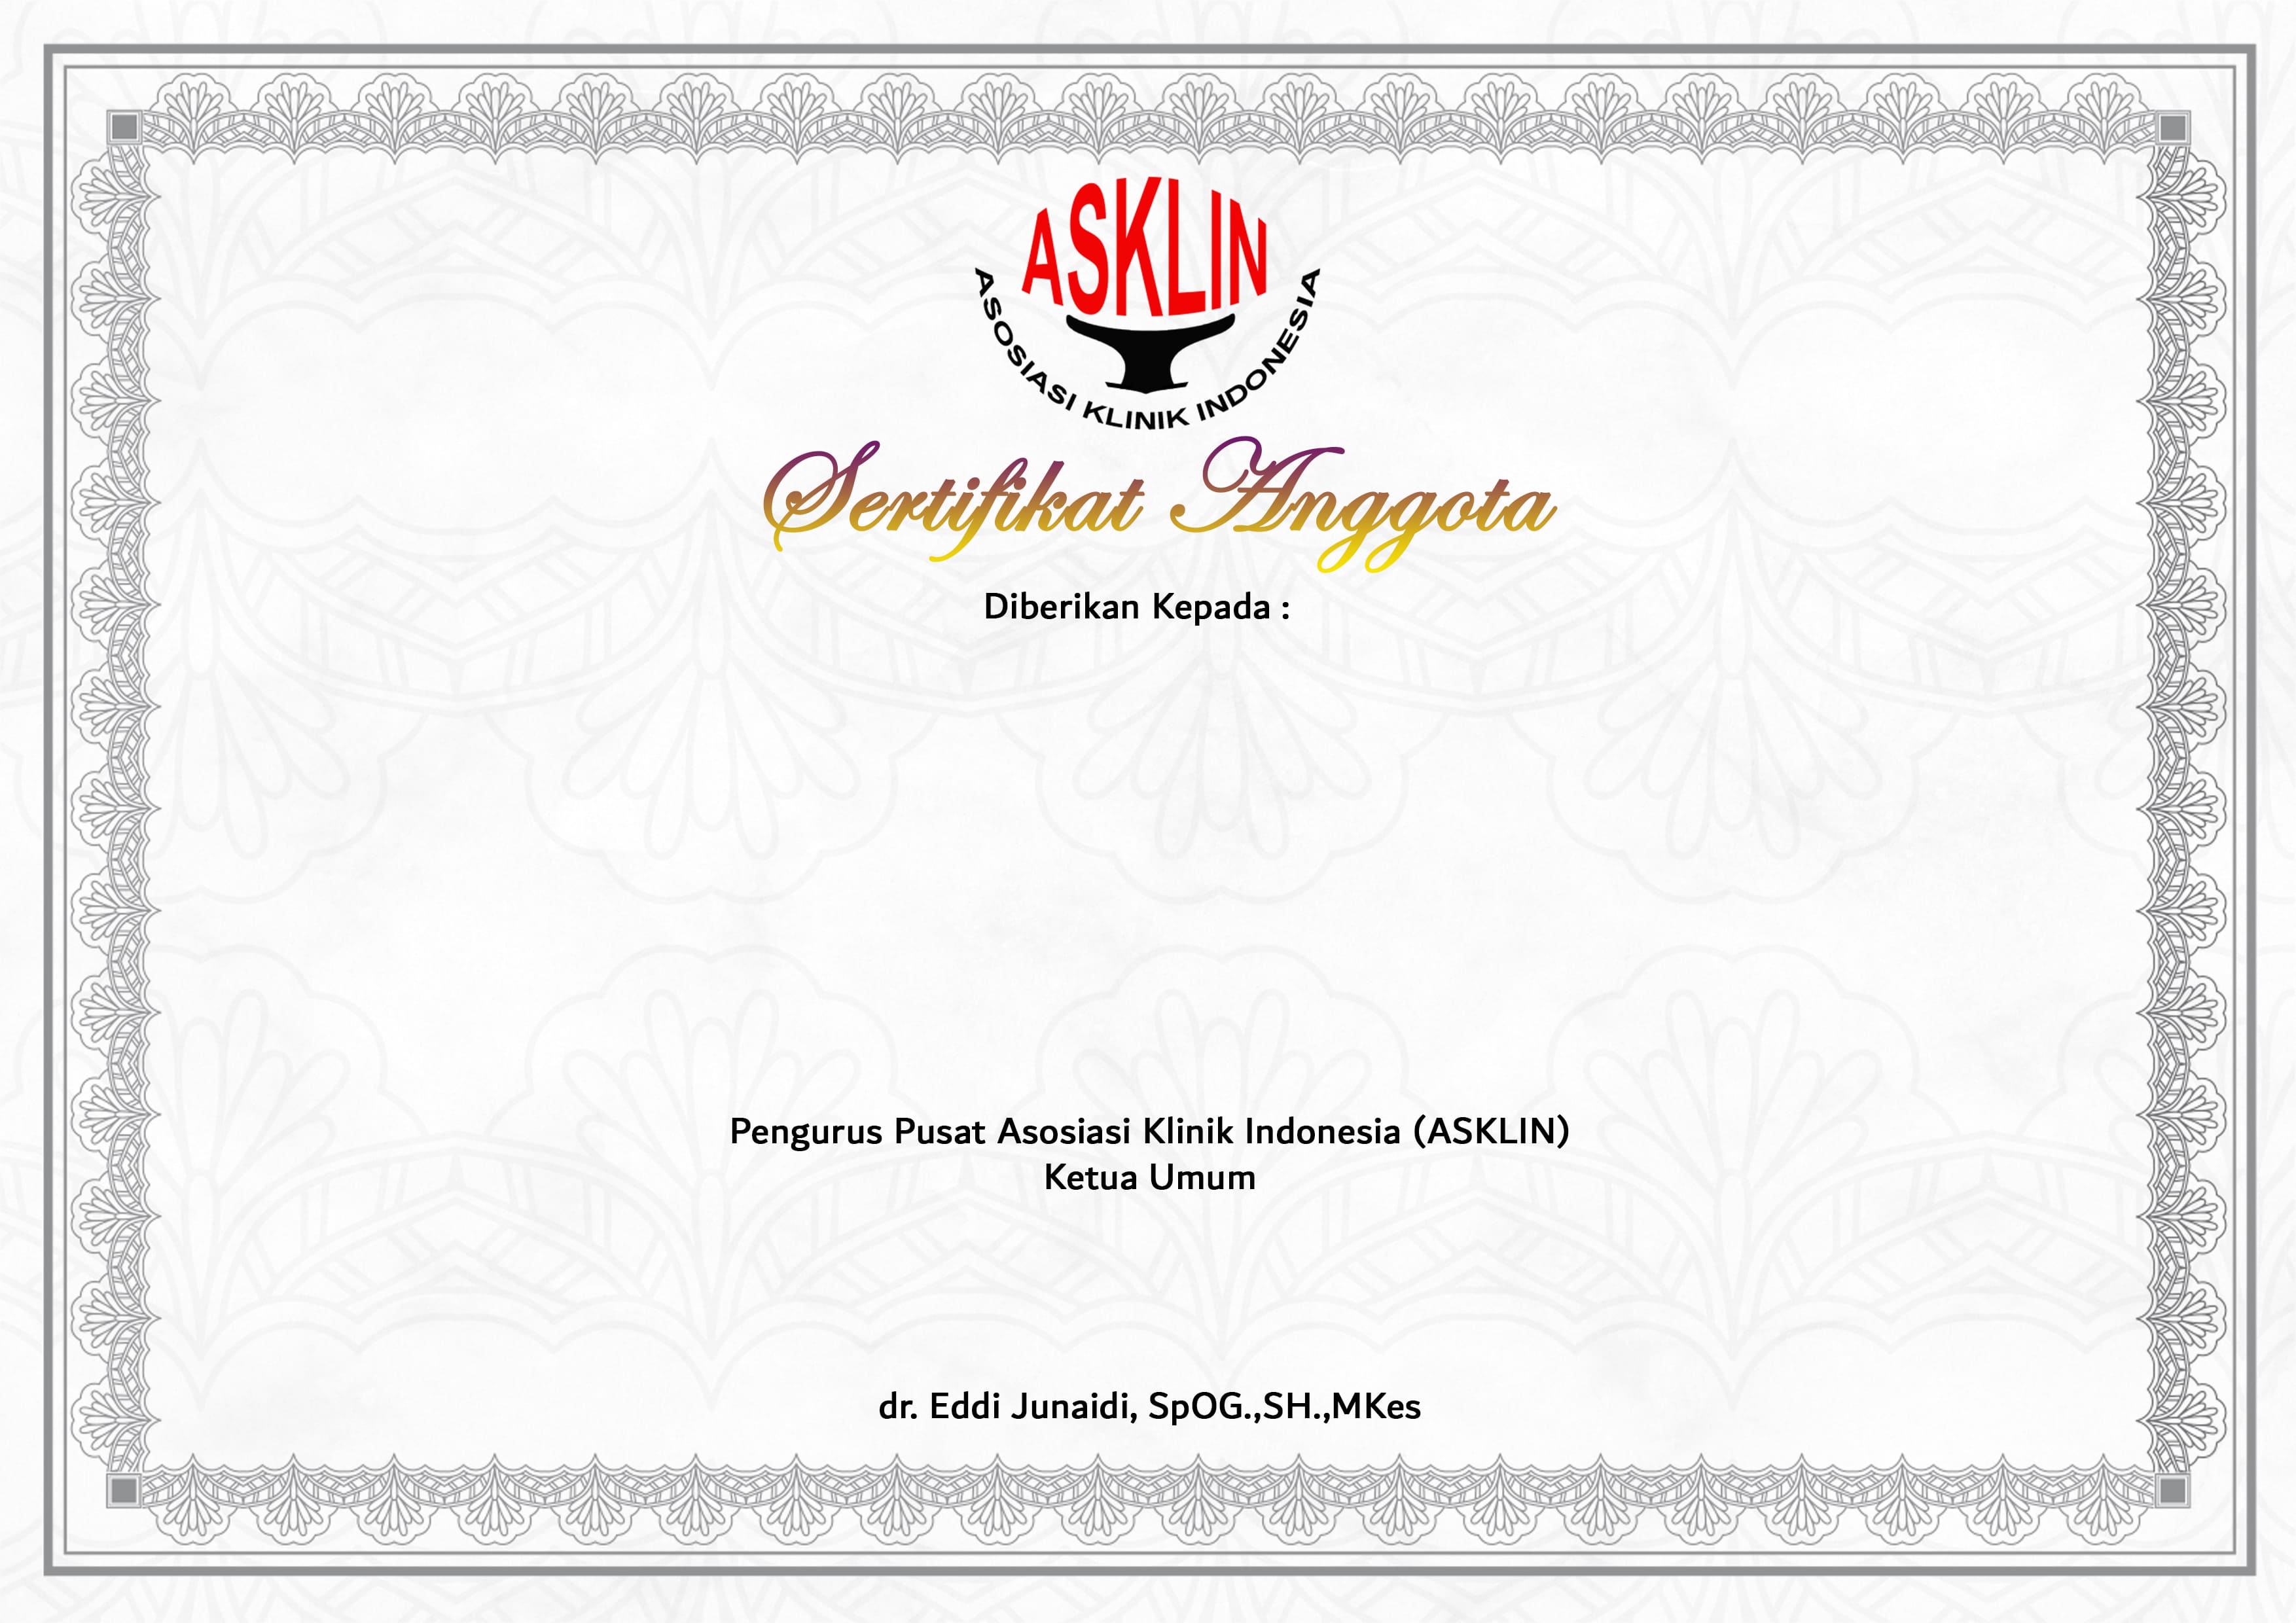 ASKLIN
ASOSIASI KLINIK INDONESIA
Sertifikat Anggota
Diberikan Kepada :
Pengurus Pusat Asosiasi Klinik Indonesia (ASKLIN)
Ketua Umum
dr. Eddi Junaidi, SpOG.,SH.,MKes